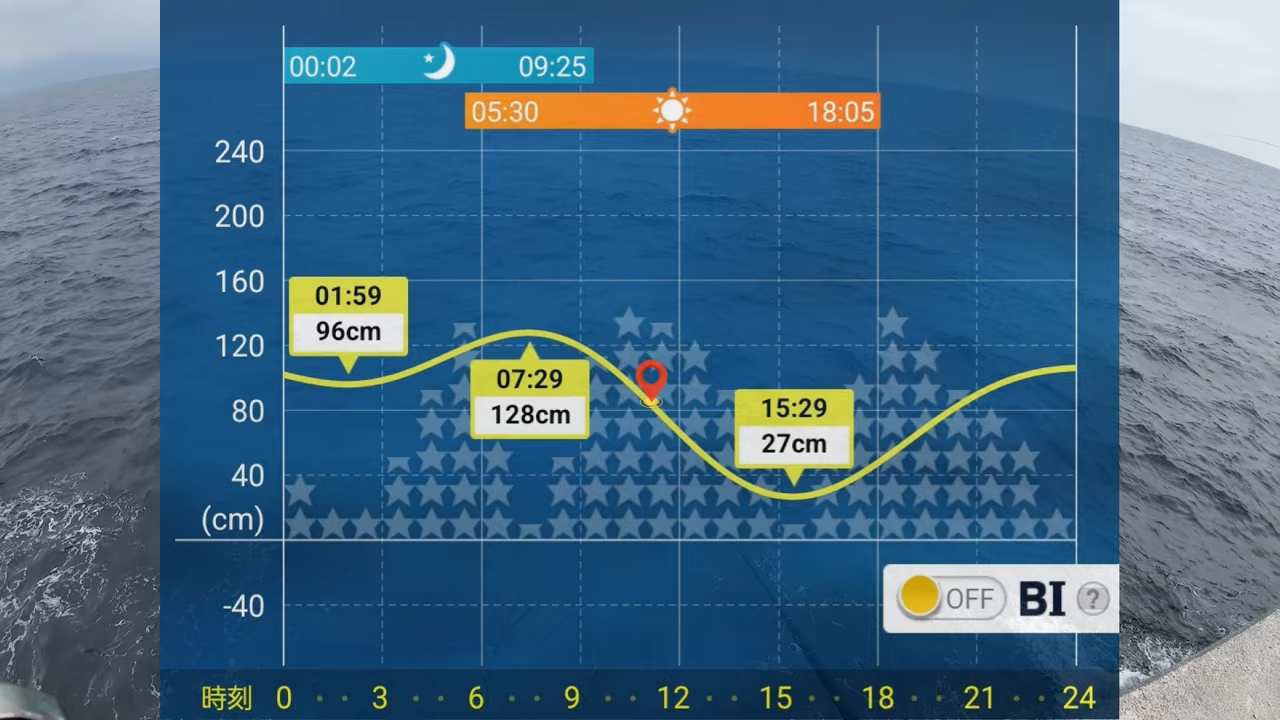 00:02 09:25
05:30 18:05
240
200
160
01:59
96cm
120
07:29
128cm
80
15:29
27cm
40
(cm)
-40
OFF BI ?
時刻 0 3 6 9 12 15 18 21 24